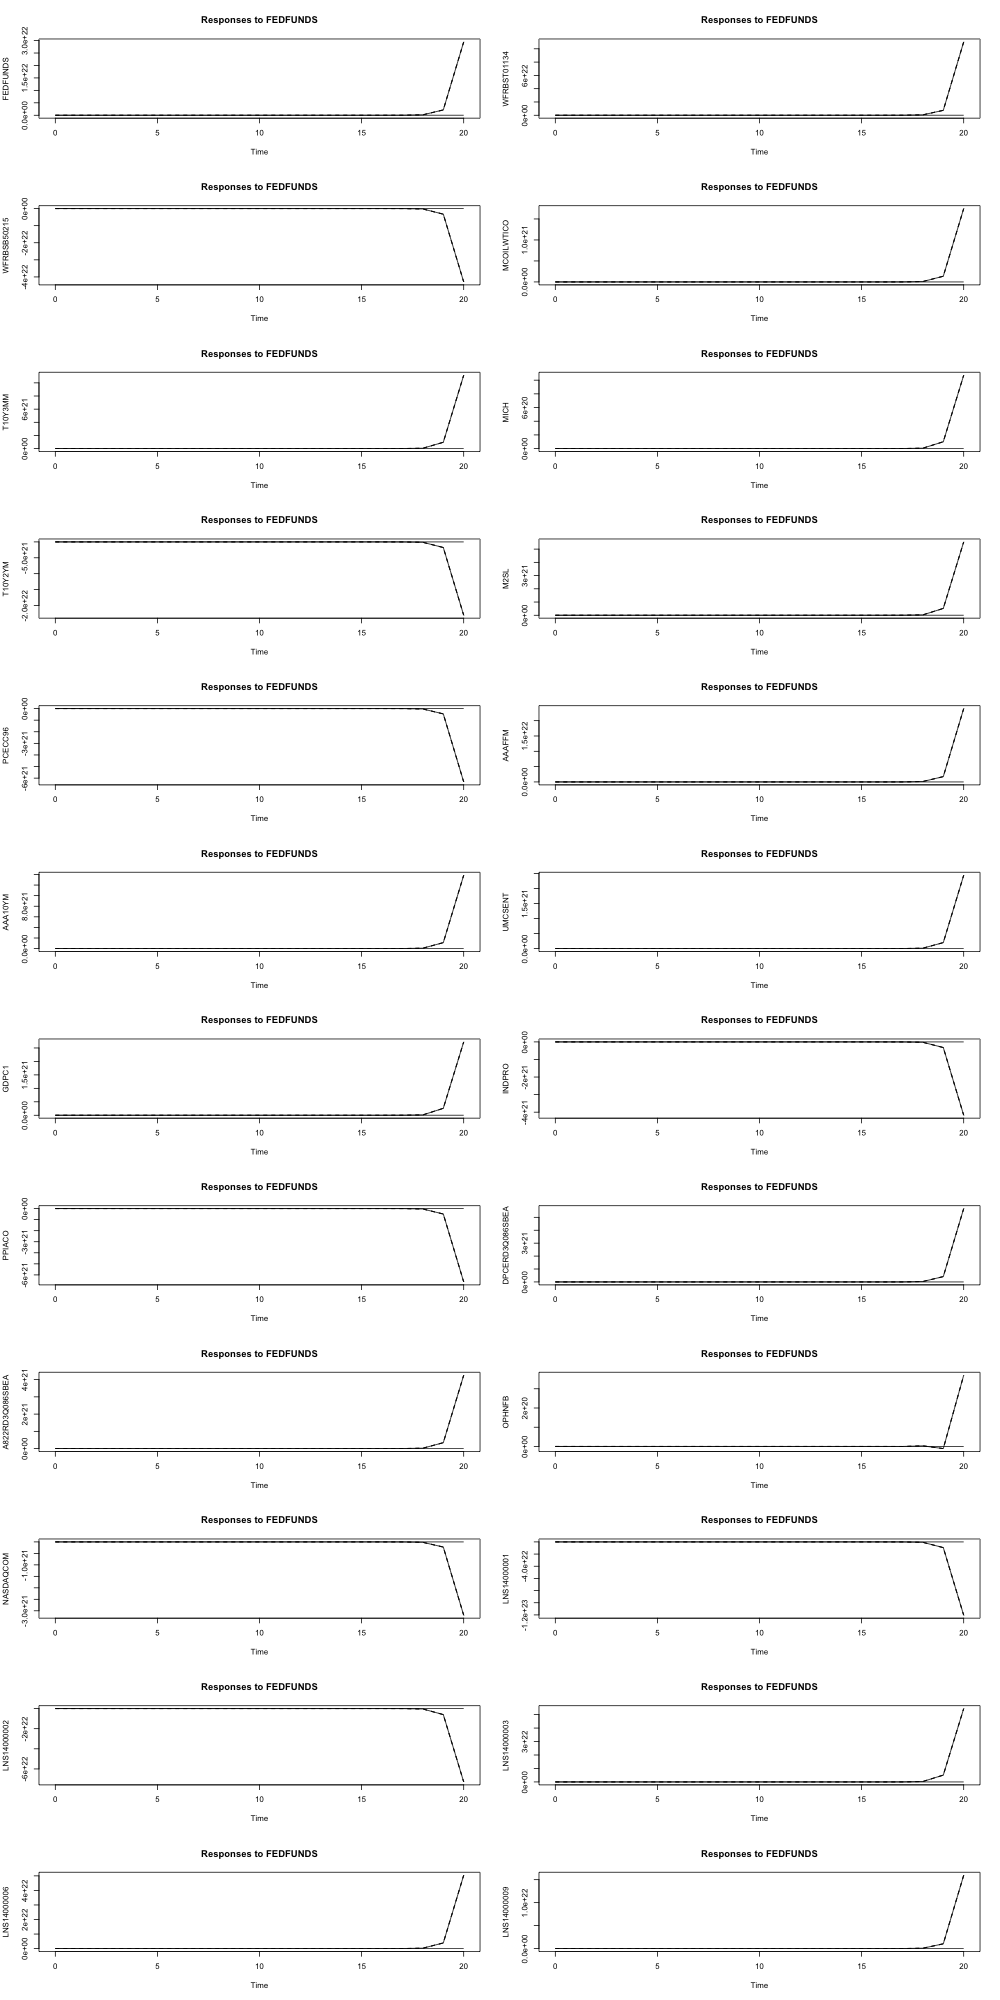 Responses to FEDFUNDS
FEDFUNDS
0.0e+00 1.5e+22 3.0e+22
0 5 10 15 20
Time
Responses to FEDFUNDS
WFRBST01134
0e+00 6e+22
0 5 10 15 20
Time
Responses to FEDFUNDS
WFRBSB50215
-4e+22 -2e+22 0e+00
0 5 10 15 20
Time
Responses to FEDFUNDS
MCOILWTICO
0.0e+00 1.0e+21
0 5 10 15 20
Time
Responses to FEDFUNDS
T10Y3MM
0e+00 6e+21
0 5 10 15 20
Time
Responses to FEDFUNDS
MICH
0e+00 6e+20
0 5 10 15 20
Time
Responses to FEDFUNDS
T10Y2YM
-2.0e+22 -5.0e+21
0 5 10 15 20
Time
Responses to FEDFUNDS
M2SL
0e+00 3e+21
0 5 10 15 20
Time
Responses to FEDFUNDS
PCECC96
-6e+21 -3e+21 0e+00
0 5 10 15 20
Time
Responses to FEDFUNDS
AAAFFM
0.0e+00 1.5e+22
0 5 10 15 20
Time
Responses to FEDFUNDS
AAA10YM
0.0e+00 8.0e+21
0 5 10 15 20
Time
Responses to FEDFUNDS
UMCSENT
0.0e+00 1.5e+21
0 5 10 15 20
Time
Responses to FEDFUNDS
GDPC1
0.0e+00 1.5e+21
0 5 10 15 20
Time
Responses to FEDFUNDS
INDPRO
-4e+21 -2e+21 0e+00
0 5 10 15 20
Time
Responses to FEDFUNDS
PPIACO
-6e+21 -3e+21 0e+00
0 5 10 15 20
Time
Responses to FEDFUNDS
DPCERD3Q086SBEA
0e+00 3e+21
0 5 10 15 20
Time
Responses to FEDFUNDS
A822RD3Q086SBEA
0e+00 2e+21 4e+21
0 5 10 15 20
Time
Responses to FEDFUNDS
OPHNFB
0e+00 2e+20
0 5 10 15 20
Time
Responses to FEDFUNDS
NASDAQCOM
-3.0e+21 -1.0e+21
0 5 10 15 20
Time
Responses to FEDFUNDS
LNS14000001
-1.2e+23 -4.0e+22
0 5 10 15 20
Time
Responses to FEDFUNDS
LNS14000002
-6e+22 -2e+22
0 5 10 15 20
Time
Responses to FEDFUNDS
LNS14000003
0e+00 3e+22
0 5 10 15 20
Time
Responses to FEDFUNDS
LNS14000006
0e+00 2e+22 4e+22
0 5 10 15 20
Time
Responses to FEDFUNDS
LNS14000009
0.0e+00 1.0e+22
0 5 10 15 20
Time